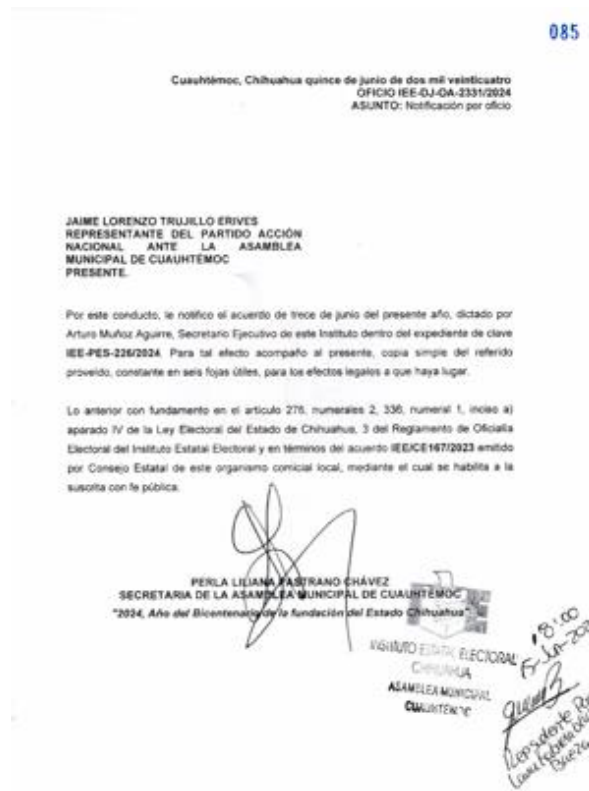 085
Cuauhtémoc, Chihuahua quince de junio de dos mil veinticuatro
OFICIO IEE-DJ-OA-2331/2024
ASUNTO: Notificación por oficio
JAIME LORENZO TRUJILLO ERIVES
REPRESENTANTE DEL PARTIDO ACCIÓN
NACIONAL ANTE LA ASAMBLEA
MUNICIPAL DE CUAUHTÉMOC
PRESENTE.
Por este conducto, le notifico el acuerdo de trece de junio del presente año, dictado por
Arturo Muñoz Aguirre, Secretario Ejecutivo de este Instituto dentro del expediente de clave
IEE-PES-226/2024. Para tal efecto acompaño al presente, copia simple del referido
proveído, constante en seis fojas útiles, para los efectos legales a que haya lugar.
Lo anterior con fundamento en el artículo 276, numerales 2, 336, numeral 1, inciso a)
aparado IV de la Ley Electoral del Estado de Chihuahua, 3 del Reglamento de Oficialía
Electoral del Instituto Estatal Electoral y en términos del acuerdo IEE/CE167/2023 emitido
por Consejo Estatal de este organismo comicial local, mediante el cual se habilita a la
suscrita con fe pública.
PERLA LILIANA PASTRANO CHÁVEZ
SECRETARIA DE LA ASAMBLEA MUNICIPAL DE CUAUHTÉMOC
"2024, Año del Bicentenario de la fundación del Estado Chihuahua"
INSTITUTO ESTATAL ELECTORAL
CHIHUAHUA
ASAMBLEA MUNICIPAL
CUAUHTÉMOC
18:00